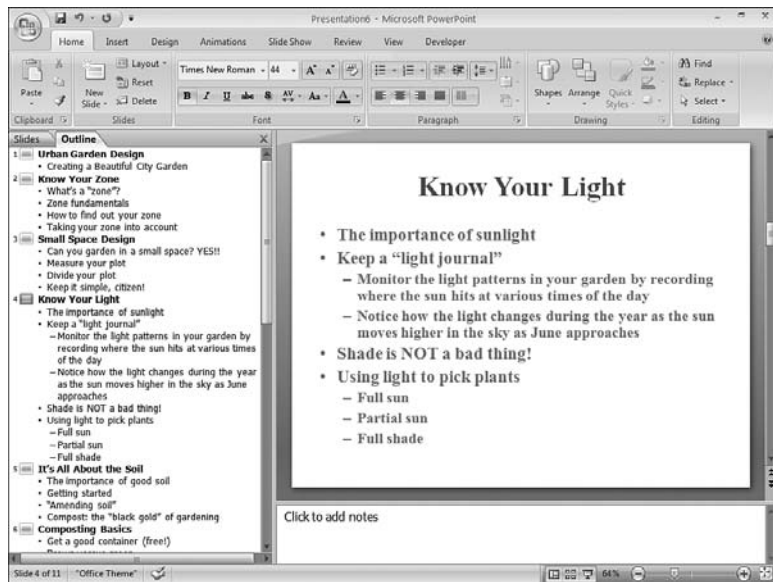 Presentation6 - Microsoft PowerPoint
Home Insert Design Animations Slide Show Review View Developer
Paste
Clipboard
New Slide
Layout
Reset
Delete
Slides
Times New Roman 44
B I U abc S AV Aa A
Font
Paragraph
Shapes Arrange Quick Styles
Drawing
Find
Replace
Select
Editing
Slides Outline
1 Urban Garden Design
• Creating a Beautiful City Garden
2 Know Your Zone
• What's a "zone"?
• Zone fundamentals
• How to find out your zone
• Taking your zone into account
3 Small Space Design
• Can you garden in a small space? YES!!
• Measure your plot
• Divide your plot
• Keep it simple, citizen!
4 Know Your Light
• The importance of sunlight
• Keep a "light journal"
– Monitor the light patterns in your garden by
recording where the sun hits at various times
of the day
– Notice how the light changes during the year
as the sun moves higher in the sky as June
approaches
• Shade is NOT a bad thing!
• Using light to pick plants
– Full sun
– Partial sun
– Full shade
5 It's All About the Soil
• The importance of good soil
• Getting started
• "Amending soil"
• Compost: the "black gold" of gardening
6 Composting Basics
• Get a good container (free!)
Know Your Light
• The importance of sunlight
• Keep a “light journal”
– Monitor the light patterns in your garden by recording
where the sun hits at various times of the day
– Notice how the light changes during the year as the sun
moves higher in the sky as June approaches
• Shade is NOT a bad thing!
• Using light to pick plants
– Full sun
– Partial sun
– Full shade
Click to add notes
Slide 4 of 11 "Office Theme" 64%